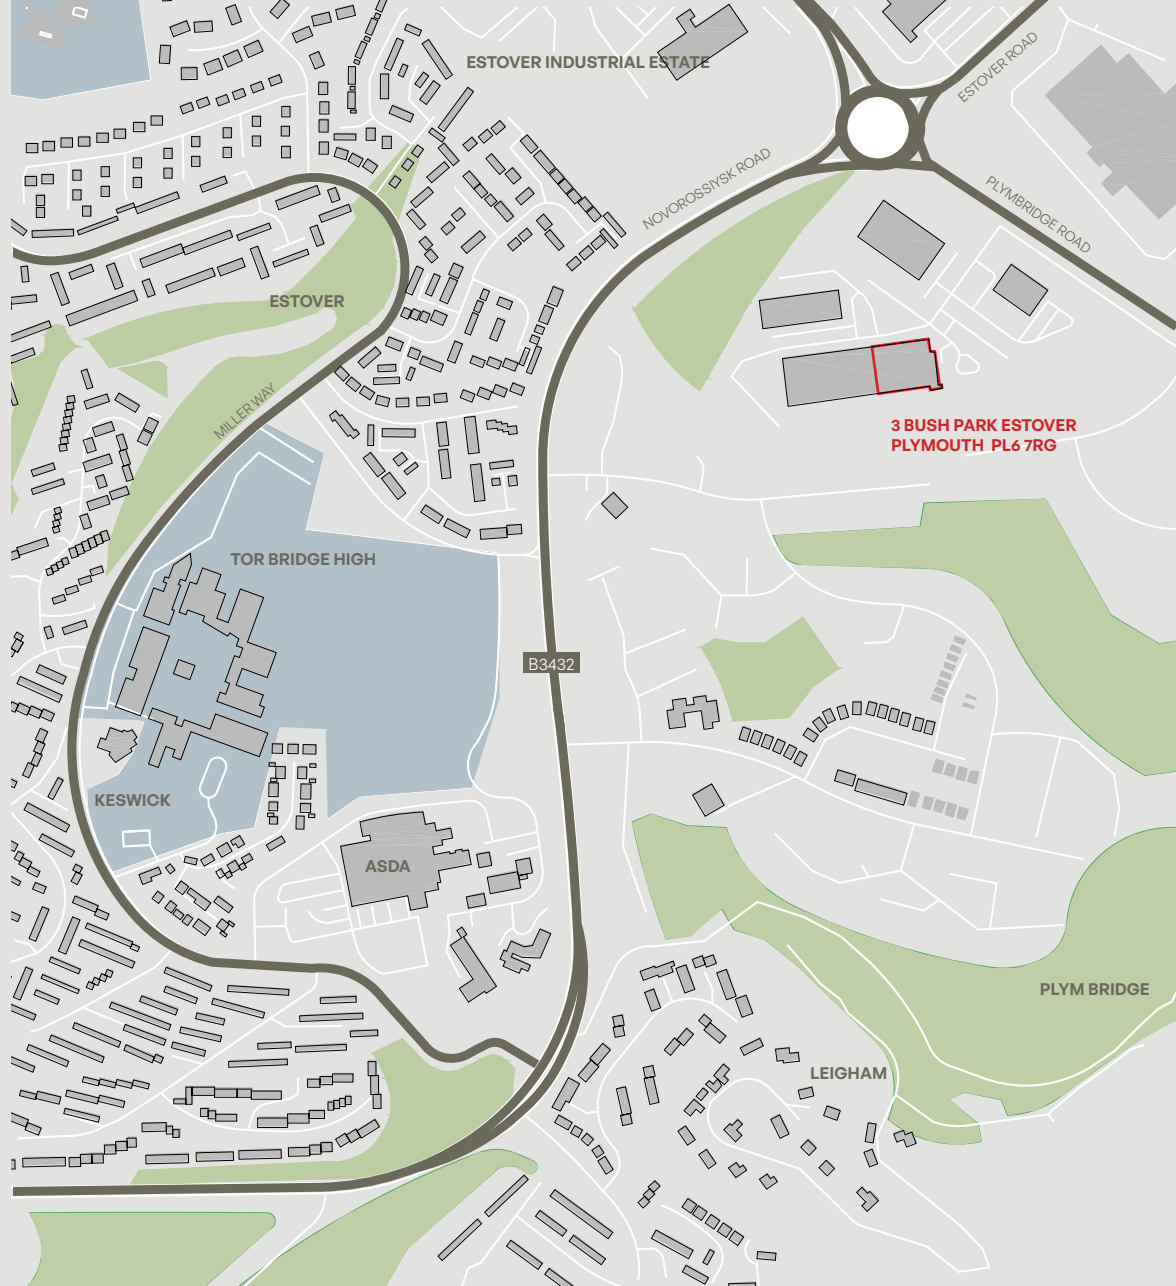 ESTOVER INDUSTRIAL ESTATE
ESTOVER ROAD
NOVOROSSIYSK ROAD
PLYMBRIDGE ROAD
ESTOVER
MILLER WAY
3 BUSH PARK ESTOVER
PLYMOUTH PL6 7RG
TOR BRIDGE HIGH
B3432
KESWICK
ASDA
PLYM BRIDGE
LEIGHAM